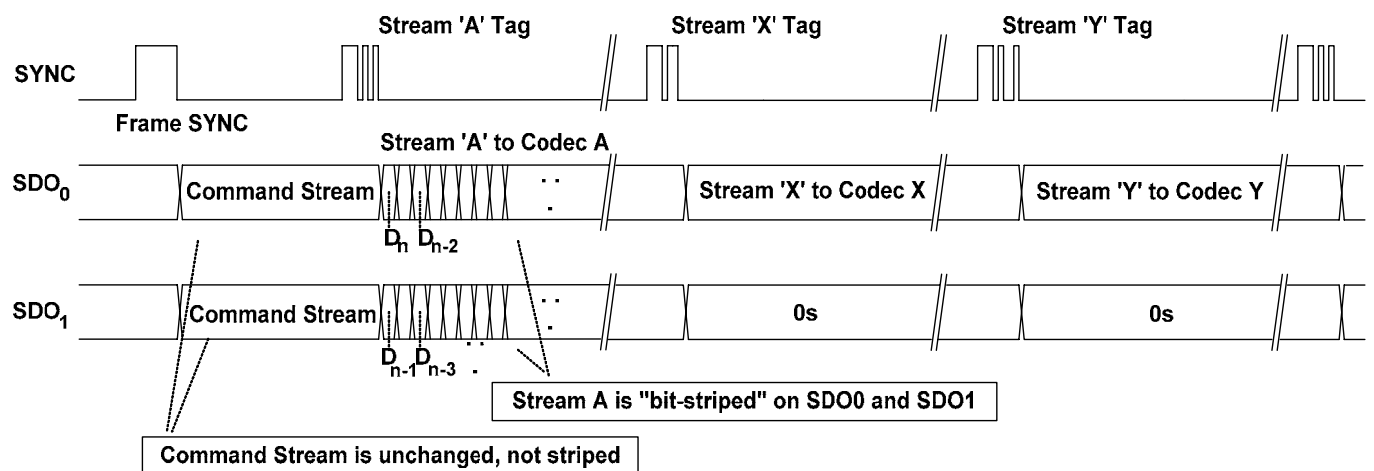 Stream 'A' Tag
Stream 'X' Tag
Stream 'Y' Tag
SYNC
Frame SYNC
Stream 'A' to Codec A
SDO0
Command Stream
Stream 'X' to Codec X
Stream 'Y' to Codec Y
Dn
Dn-2
SDO1
Command Stream
0s
0s
Dn-1
Dn-3
Stream A is "bit-striped" on SDO0 and SDO1
Command Stream is unchanged, not striped